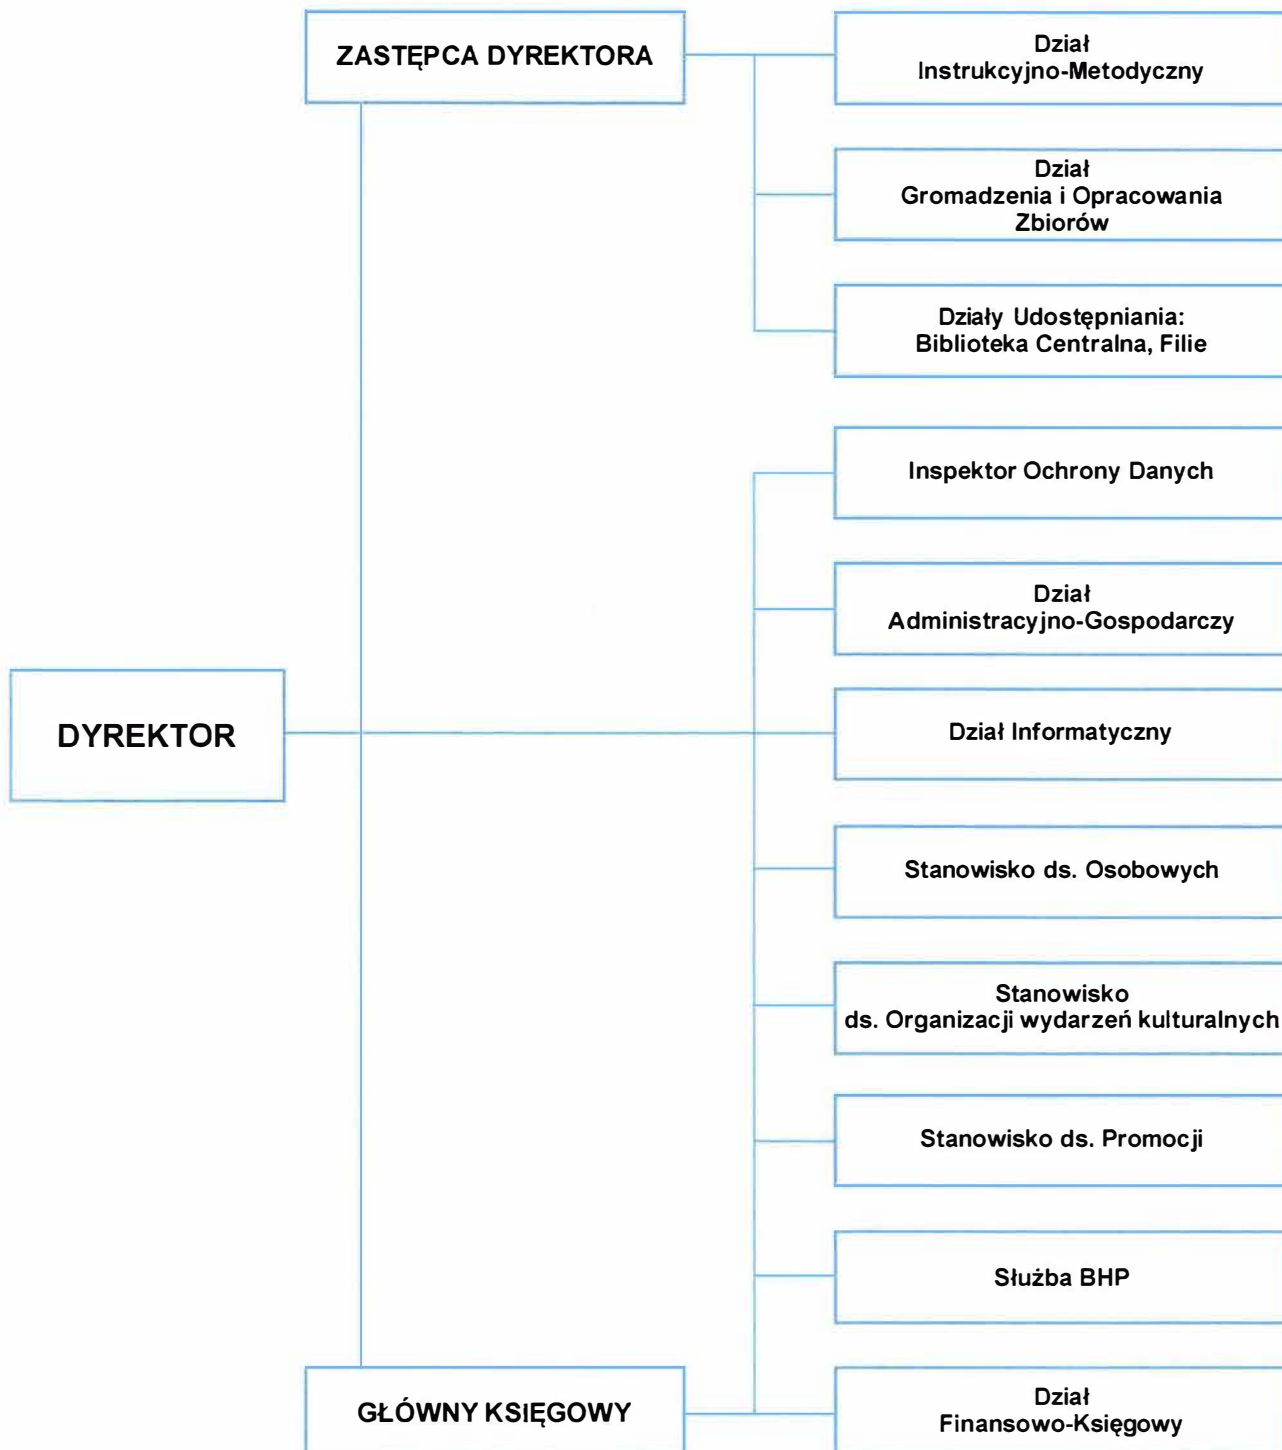 ZASTĘPCA DYREKTORA
Dział
Instrukcyjno-Metodyczny
Dział
Gromadzenia i Opracowania
Zbiorów
Działy Udostępniania:
Biblioteka Centralna, Filie
Inspektor Ochrony Danych
Dział
Administracyjno-Gospodarczy
DYREKTOR
Dział Informatyczny
Stanowisko ds. Osobowych
Stanowisko
ds. Organizacji wydarzeń kulturalnych
Stanowisko ds. Promocji
Służba BHP
GŁÓWNY KSIĘGOWY
Dział
Finansowo-Księgowy